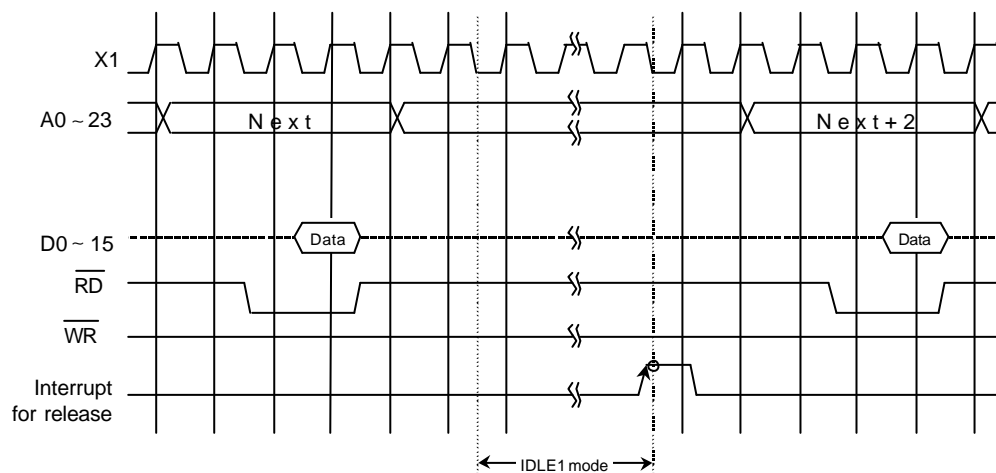 X1
A0 ~ 23
Next
Next+2
D0 ~ 15
Data
Data
RD
WR
Interrupt
for release
IDLE1 mode